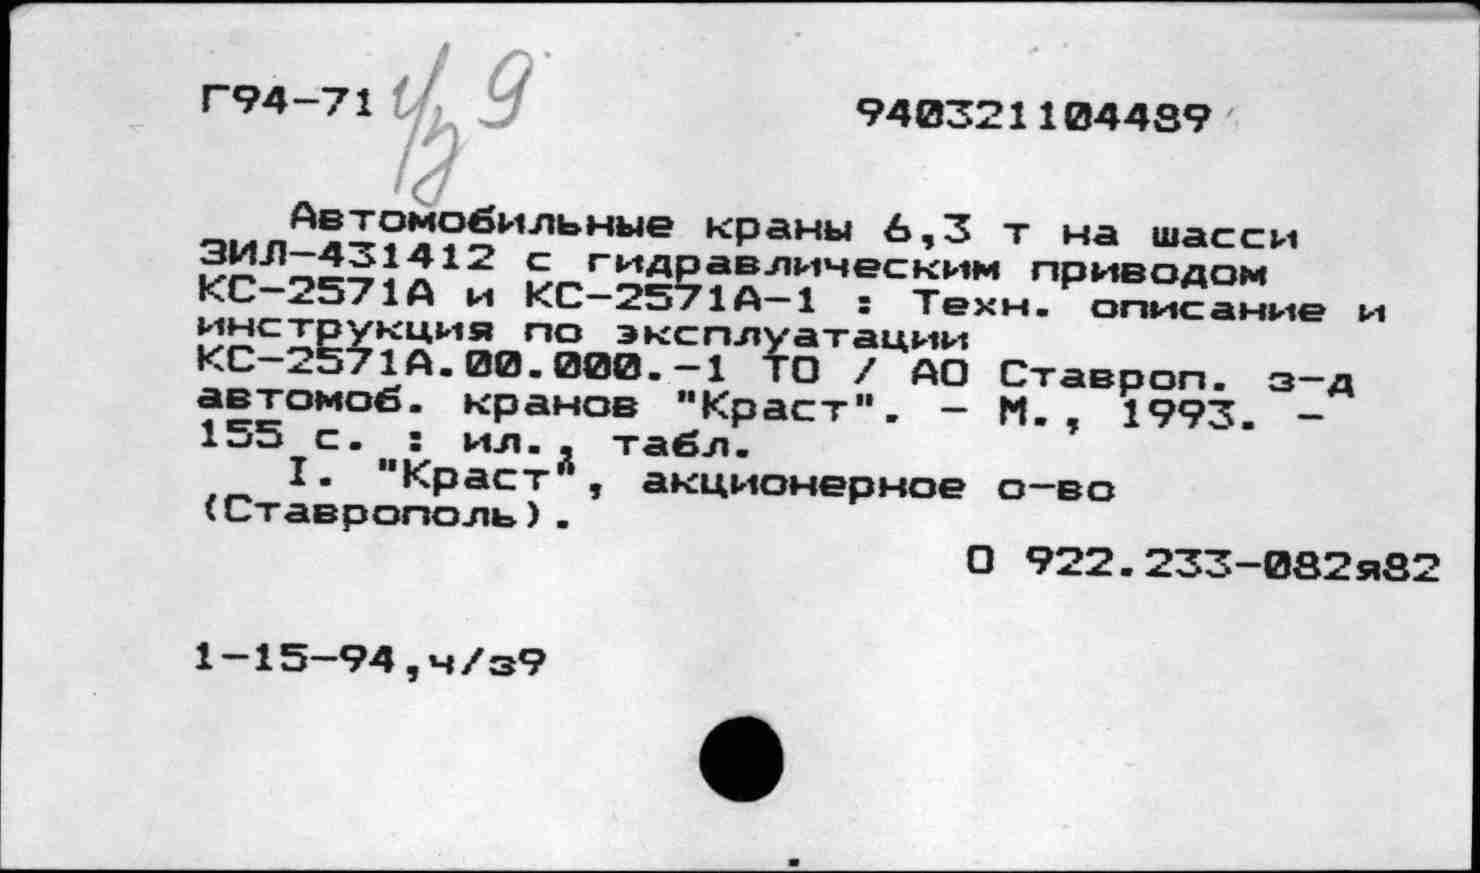 Г94-71 ч/з 9
940321104489
Автомобильные краны 6,3 т на шасси
ЗИЛ-431412 с гидравлическим приводом
КС-2571А и КС-2571А-1 : Техн. описание и
инструкция по эксплуатации
КС-2571А.00.000.-1 ТО / АО Ставроп. з-д
автомоб. кранов "Краст". - М., 1993. -
155 с. : ил., табл.
I. "Краст", акционерное о-во
(Ставрополь).
О 922.233-082я82
1-15-94,ч/з9